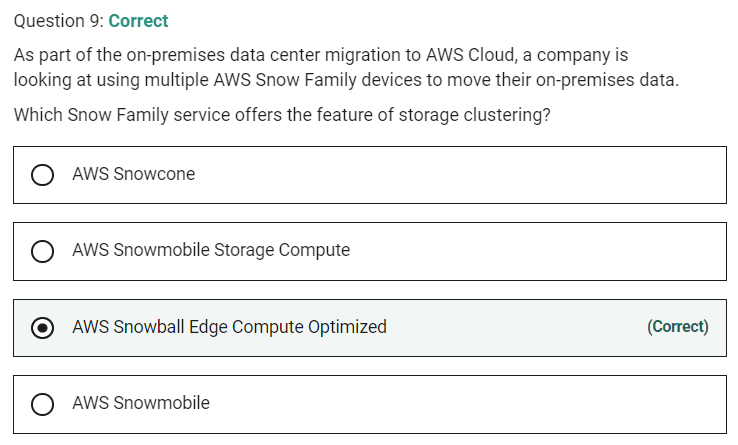 Question 9: Correct
As part of the on-premises data center migration to AWS Cloud, a company is
looking at using multiple AWS Snow Family devices to move their on-premises data.
Which Snow Family service offers the feature of storage clustering?
AWS Snowcone
AWS Snowmobile Storage Compute
AWS Snowball Edge Compute Optimized (Correct)
AWS Snowmobile